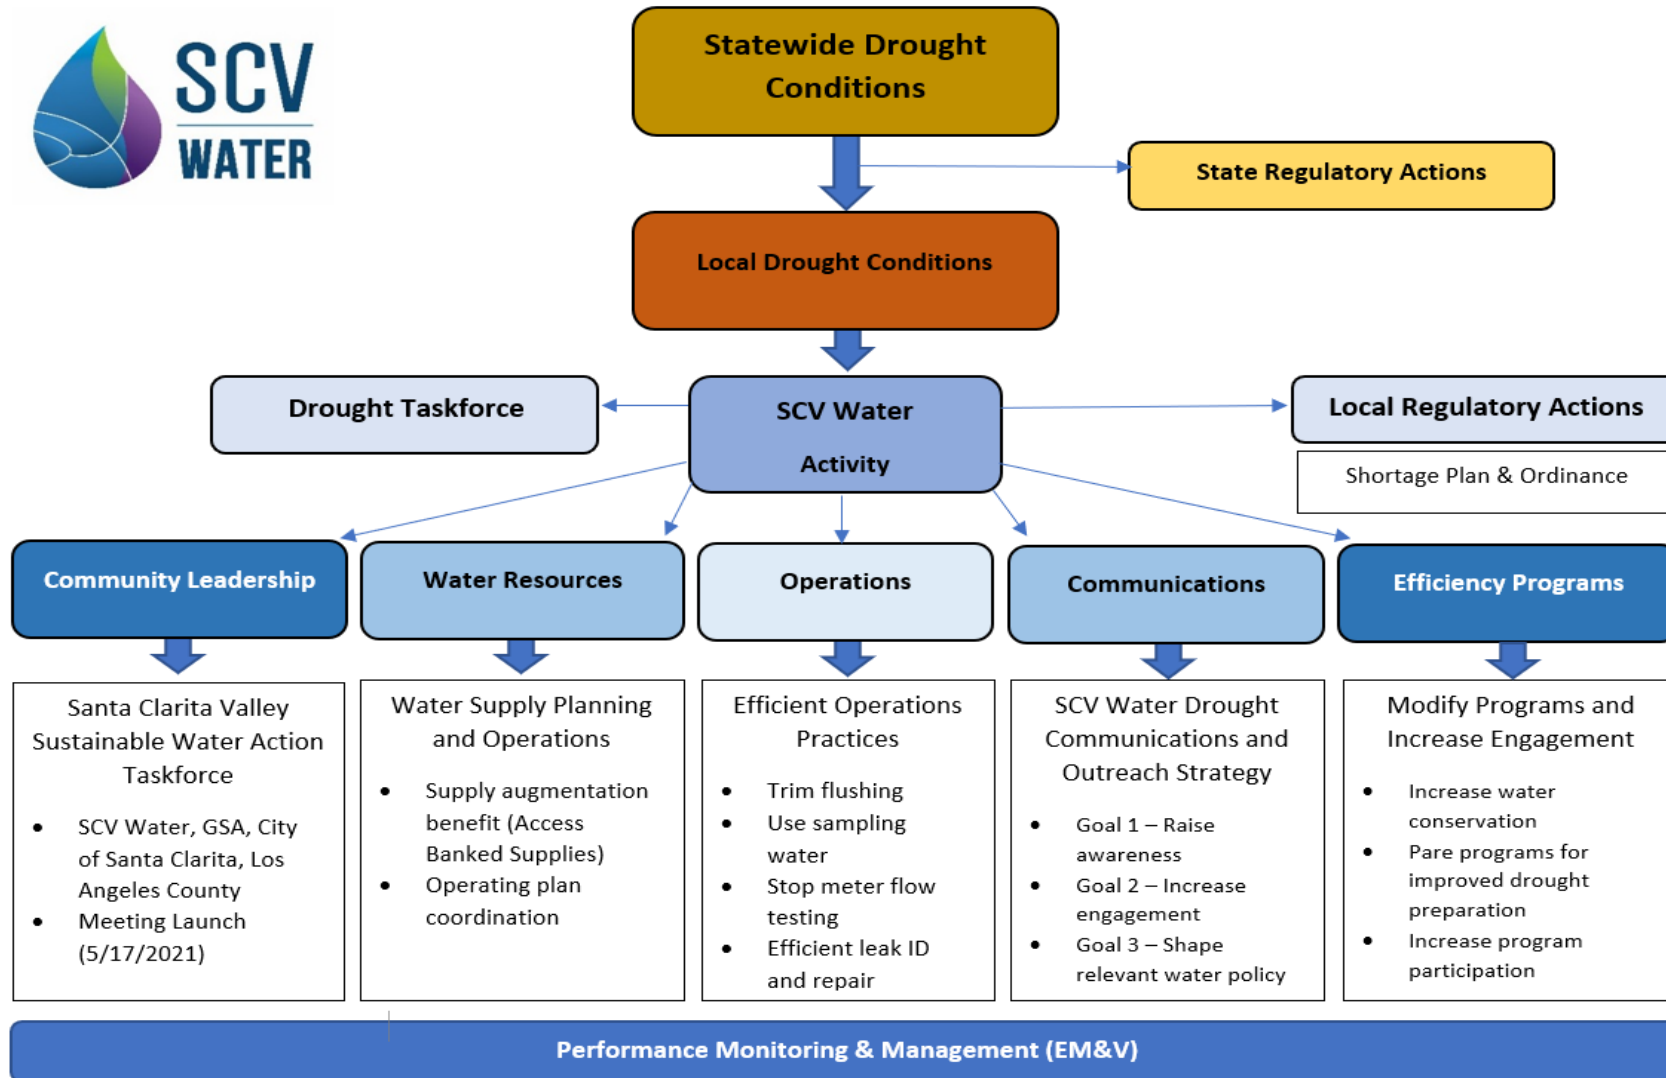 SCV
WATER
Statewide Drought
Conditions
State Regulatory Actions
Local Drought Conditions
Drought Taskforce
SCV Water
Activity
Local Regulatory Actions
Shortage Plan & Ordinance
Community Leadership
Water Resources
Operations
Communications
Efficiency Programs
Santa Clarita Valley
Sustainable Water Action
Taskforce
• SCV Water, GSA, City
of Santa Clarita, Los
Angeles County
• Meeting Launch
(5/17/2021)
Water Supply Planning
and Operations
• Supply augmentation
benefit (Access
Banked Supplies)
• Operating plan
coordination
Efficient Operations
Practices
• Trim flushing
• Use sampling
water
• Stop meter flow
testing
• Efficient leak ID
and repair
SCV Water Drought
Communications and
Outreach Strategy
• Goal 1 – Raise
awareness
• Goal 2 – Increase
engagement
• Goal 3 – Shape
relevant water policy
Modify Programs and
Increase Engagement
• Increase water
conservation
• Pare programs for
improved drought
preparation
• Increase program
participation
Performance Monitoring & Management (EM&V)